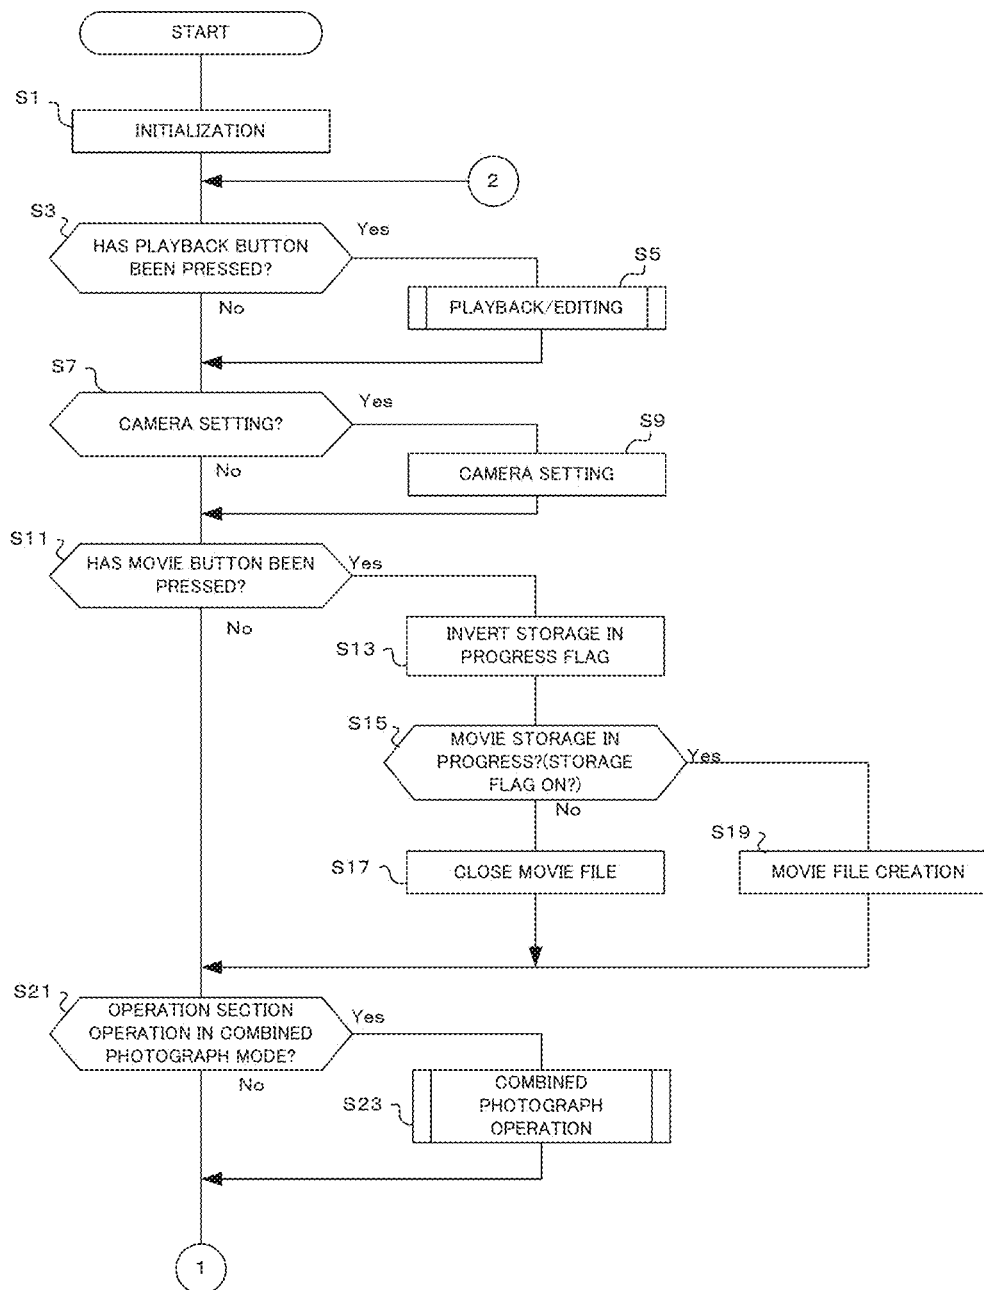 START
S1
INITIALIZATION
2
S3
HAS PLAYBACK BUTTON
BEEN PRESSED?
Yes
No
S5
PLAYBACK/EDITING
S7
CAMERA SETTING?
Yes
No
S9
CAMERA SETTING
S11
HAS MOVIE BUTTON BEEN
PRESSED?
Yes
No
S13
INVERT STORAGE IN
PROGRESS FLAG
S15
MOVIE STORAGE IN
PROGRESS?(STORAGE
FLAG ON?)
Yes
No
S17
CLOSE MOVIE FILE
S19
MOVIE FILE CREATION
S21
OPERATION SECTION
OPERATION IN COMBINED
PHOTOGRAPH MODE?
Yes
No
S23
COMBINED
PHOTOGRAPH
OPERATION
1